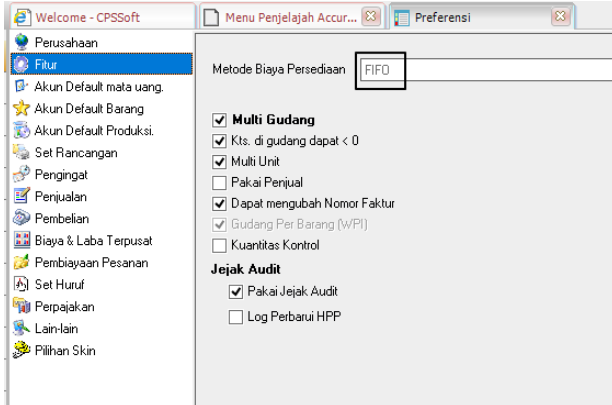 Welcome - CPSSoft
Menu Penjelajah Accur...
Preferensi
Perusahaan
Fitur
Akun Default mata uang.
Akun Default Barang
Akun Default Produksi.
Set Rancangan
Pengingat
Penjualan
Pembelian
Biaya & Laba Terpusat
Pembiayaan Pesanan
Set Huruf
Perpajakan
Lain-lain
Pilihan Skin
Metode Biaya Persediaan
FIFO
Multi Gudang
Kts. di gudang dapat < 0
Multi Unit
Pakai Penjual
Dapat mengubah Nomor Faktur
Gudang Per Barang (WPI)
Kuantitas Kontrol
Jejak Audit
Pakai Jejak Audit
Log Perbarui HPP